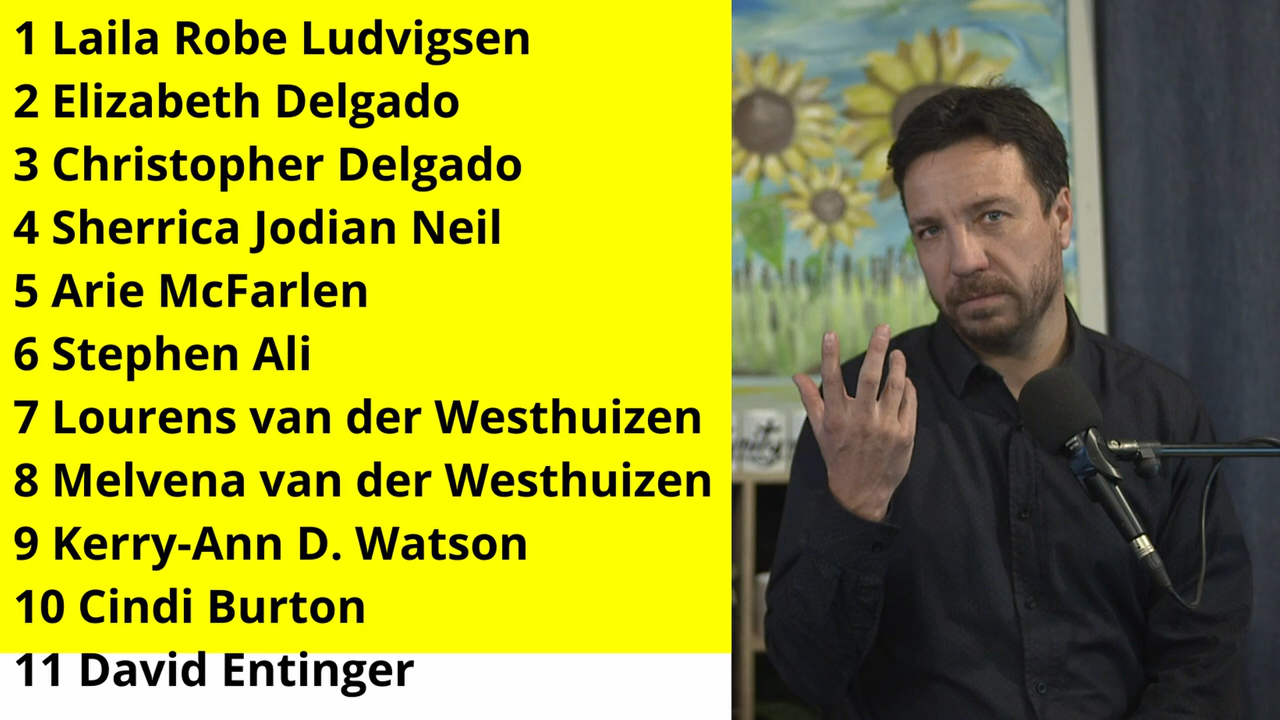 1 Laila Robe Ludvigsen
2 Elizabeth Delgado
3 Christopher Delgado
4 Sherrica Jodian Neil
5 Arie McFarlen
6 Stephen Ali
7 Lourens van der Westhuizen
8 Melvena van der Westhuizen
9 Kerry-Ann D. Watson
10 Cindi Burton
11 David Entinger